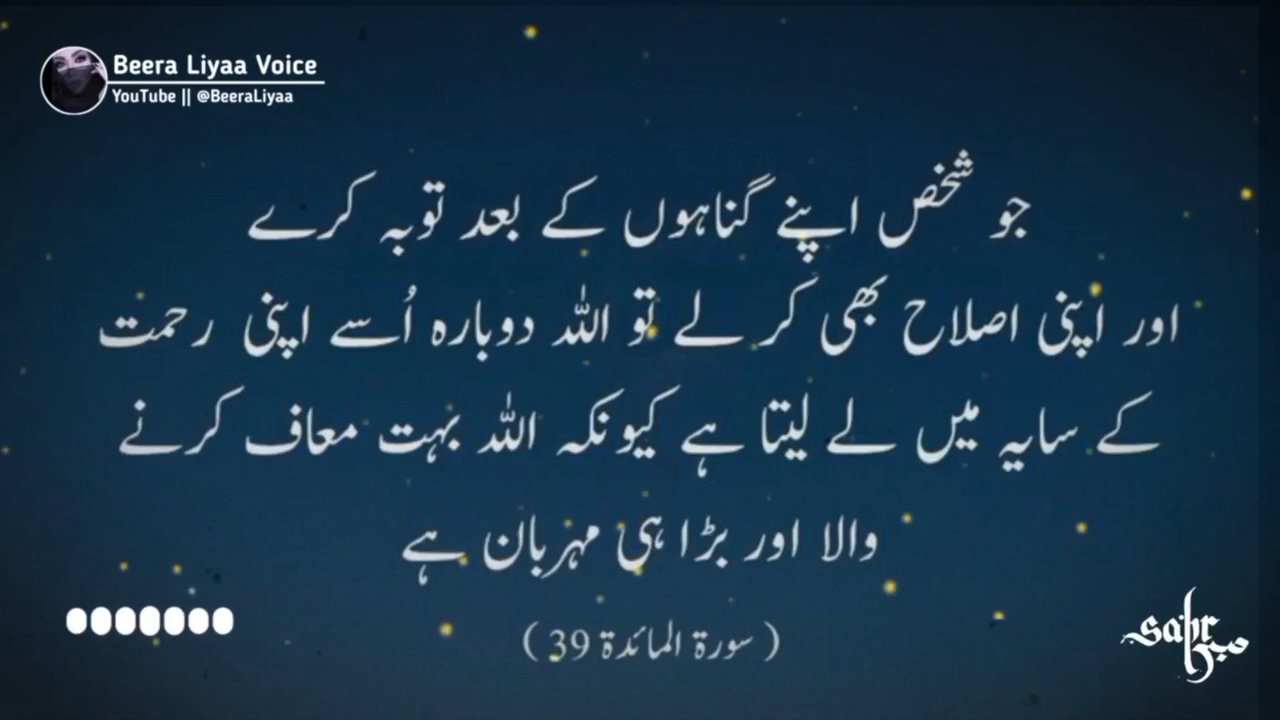 Beera Liyaa Voice
YouTube || @BeeraLiyaa
جو شخص اپنے گناہوں کے بعد توبہ کرے
اور اپنی اصلاح بھی کر لے تو اللہ دوبارہ اُسے اپنی رحمت
کے سایہ میں لے لیتا ہے کیونکہ اللہ بہت معاف کرنے
والا اور بڑا ہی مہربان ہے
( سورۃ المائدۃ 39 )
sabr
صبر